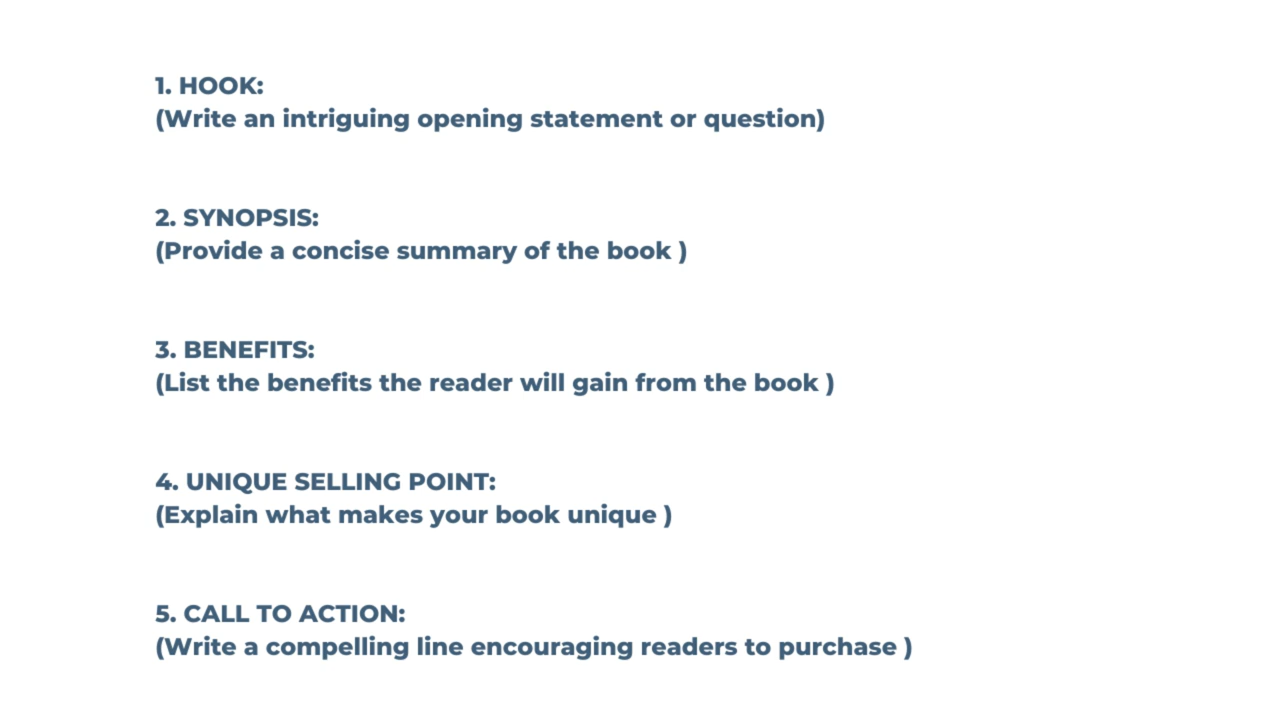 1. HOOK:
(Write an intriguing opening statement or question)
2. SYNOPSIS:
(Provide a concise summary of the book )
3. BENEFITS:
(List the benefits the reader will gain from the book )
4. UNIQUE SELLING POINT:
(Explain what makes your book unique )
5. CALL TO ACTION:
(Write a compelling line encouraging readers to purchase )